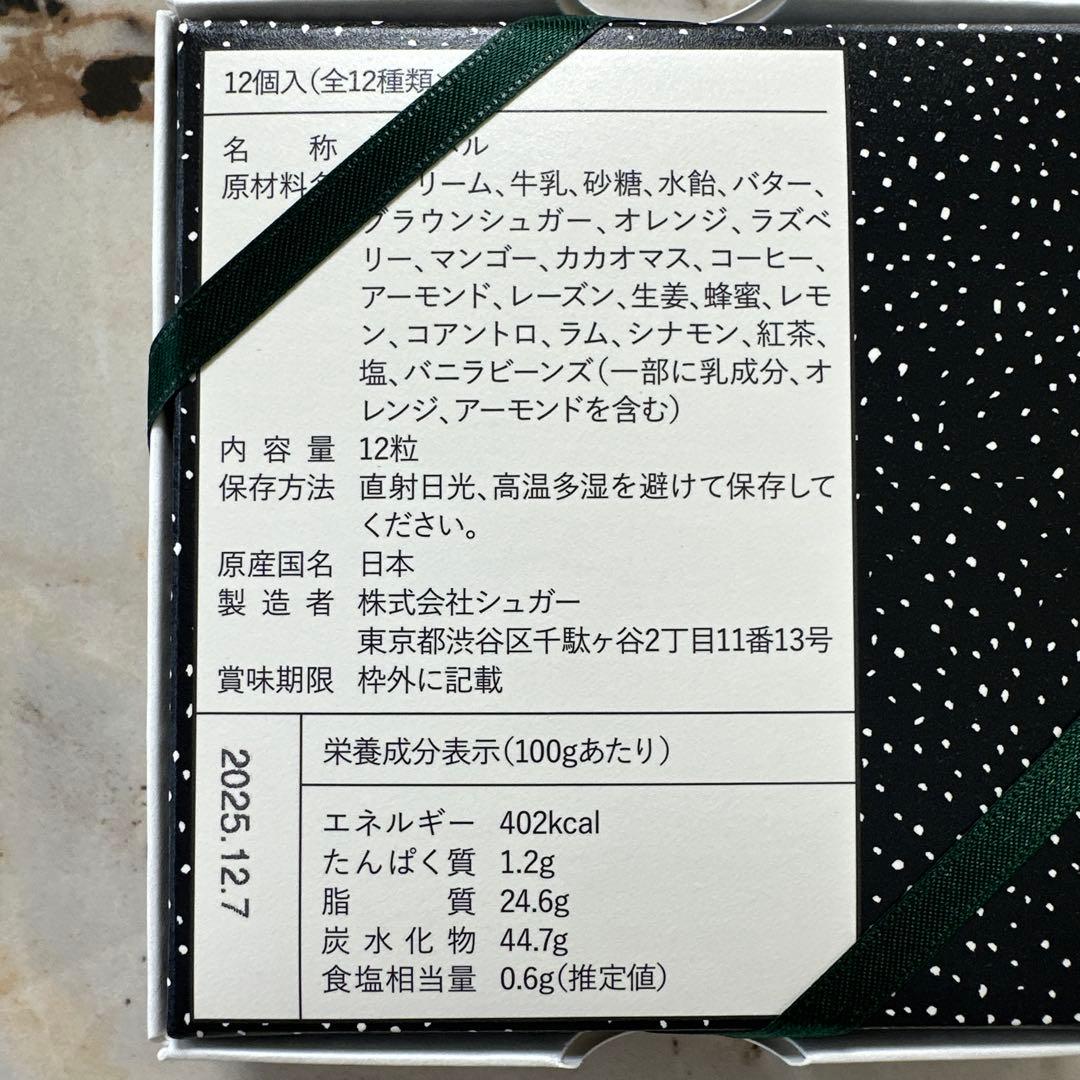 12個入（全12種類
名 称 ル
原材料 リーム、牛乳、砂糖、水飴、バター、
ブラウンシュガー、オレンジ、ラズベ
リー、マンゴー、カカオマス、コーヒー、
アーモンド、レーズン、生姜、蜂蜜、レモ
ン、コアントロ、ラム、シナモン、紅茶、
塩、バニラビーンズ（一部に乳成分、オ
レンジ、アーモンドを含む）
内容量 12粒
保存方法 直射日光、高温多湿を避けて保存して
ください。
原産国名 日本
製造者 株式会社シュガー
東京都渋谷区千駄ヶ谷2丁目11番13号
賞味期限 枠外に記載
2025.12.7
栄養成分表示（100gあたり）
エネルギー 402kcal
たんぱく質 1.2g
脂質 24.6g
炭水化物 44.7g
食塩相当量 0.6g（推定値）